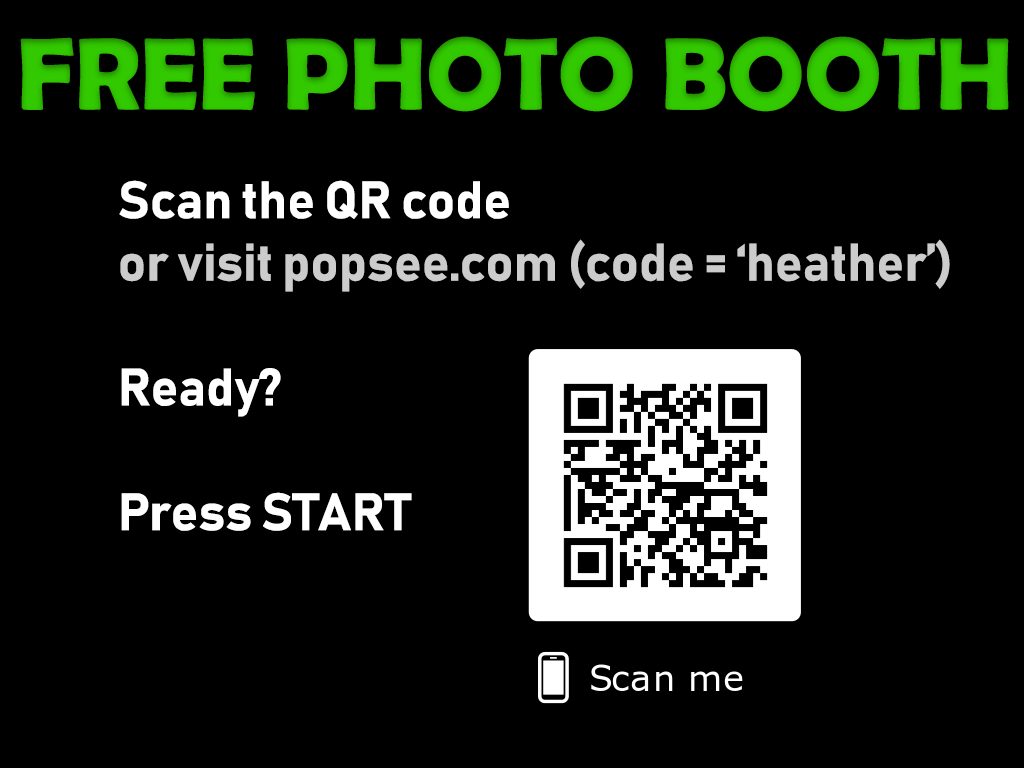 FREE PHOTO BOOTH
Scan the QR code
or visit popsee.com (code = ‘heather’)
Ready?
Press START
Scan me